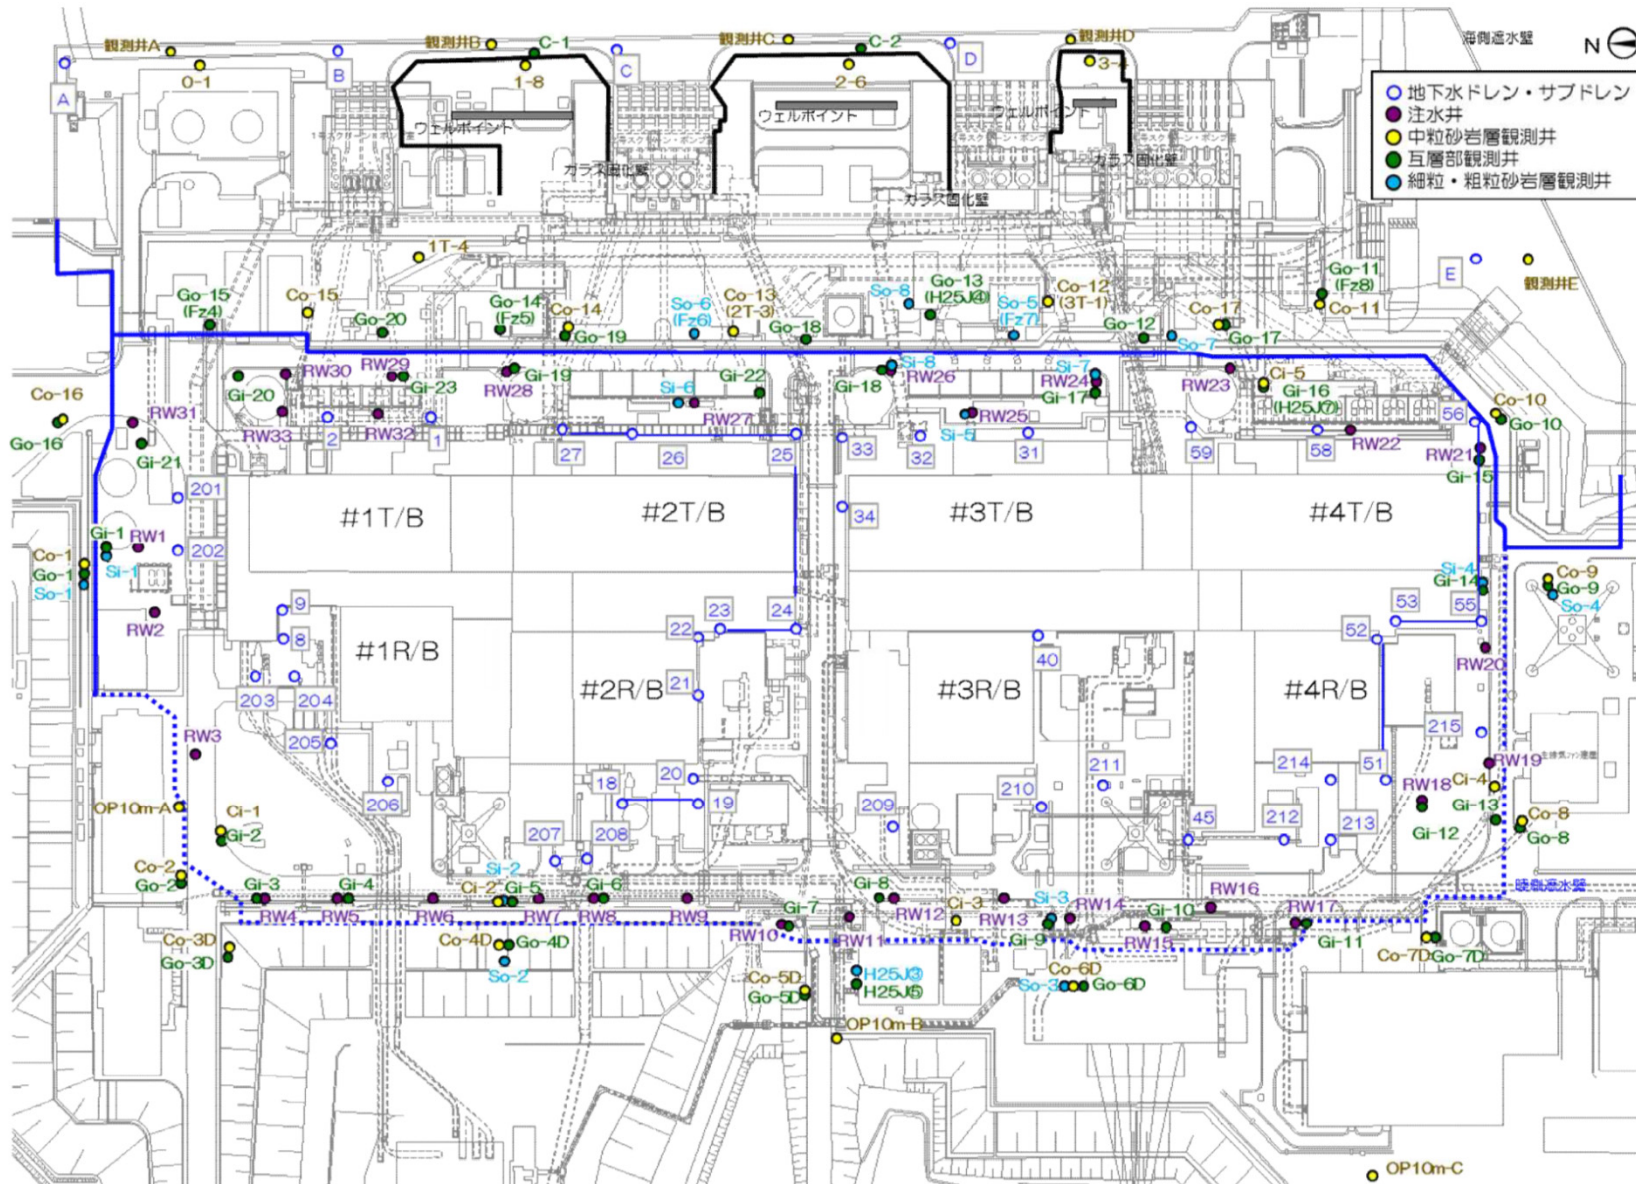 観測井A
B
観測井B
C-1
C
観測井C
C-2
D
観測井D
海側遮水壁
N
A
0-1
1-8
2-6
3-4
地下水ドレン・サブドレン
注水井
中粒砂岩層観測井
互層部観測井
細粒・粗粒砂岩層観測井
ウェルポイント
ウェルポイント
ウェルポイント
ガラス固化壁
ガラス固化壁
ガラス固化壁
1T-4
E
観測井E
Go-15
(Fz4)
Co-15
Go-20
Go-14
(Fz5)
Co-14
Go-19
So-6
(Fz6)
Co-13
(2T-3)
Go-18
So-8
Go-13
(H25J④)
So-5
(Fz7)
Co-12
(3T-1)
Go-12
So-7
Co-17
Go-17
Go-11
(Fz8)
Co-11
Co-16
Go-16
RW31
Gi-21
Gi-20
RW30
RW33
RW29
Gi-23
RW32
2
1
RW28
Gi-19
Si-6
RW27
Gi-22
27
26
25
Gi-18
Si-8
RW26
Si-5
RW25
Si-7
RW24
Gi-17
33
32
31
RW23
Ci-5
Gi-16
(H25J⑦)
RW22
59
58
56
Co-10
Go-10
RW21
Gi-15
201
202
#1T/B
#2T/B
34
#3T/B
#4T/B
Co-1
Go-1
So-1
Gi-1
Si-1
RW1
RW2
Si-4
Gi-14
Co-9
Go-9
So-4
9
8
203
204
205
206
#1R/B
#2R/B
22
23
24
21
#3R/B
40
#4R/B
53
55
52
RW20
215
RW3
OP10m-A
Ci-1
Gi-2
Co-2
Go-2
18
20
19
207
208
209
210
211
214
51
45
212
213
RW18
Gi-12
RW19
Ci-4
Gi-13
Co-8
Go-8
Gi-3
RW4
Gi-4
RW5
RW6
Si-2
Ci-2
Gi-5
RW7
Gi-6
RW8
RW9
RW10
Gi-7
Gi-8
RW11
RW12
Ci-3
RW13
Si-3
Gi-9
RW14
Gi-10
RW15
RW16
RW17
Gi-11
陸側遮水壁
Co-3D
Go-3D
Co-4D
Go-4D
So-2
Co-5D
Go-5D
H25J③
H25J⑤
Co-6D
So-3
Go-6D
Co-7D
Go-7D
OP10m-B
OP10m-C